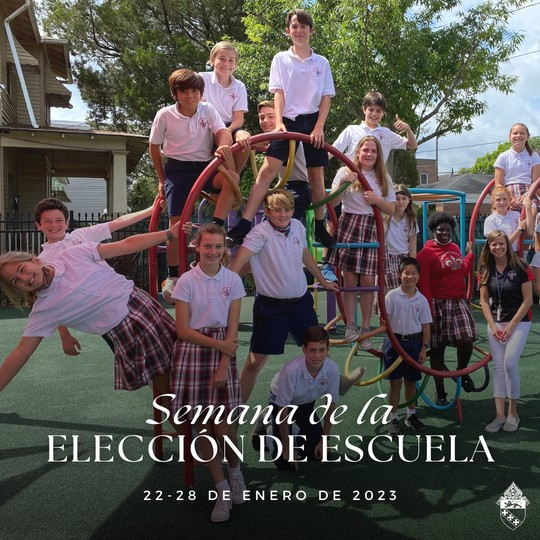 Semana de la
ELECCIÓN DE ESCUELA
22-28 DE ENERO DE 2023